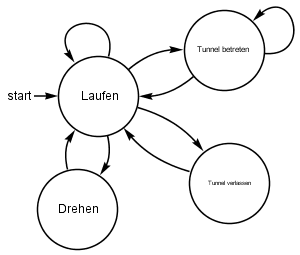 Tunnel betreten
start
Laufen
Tunnel verlassen
Drehen